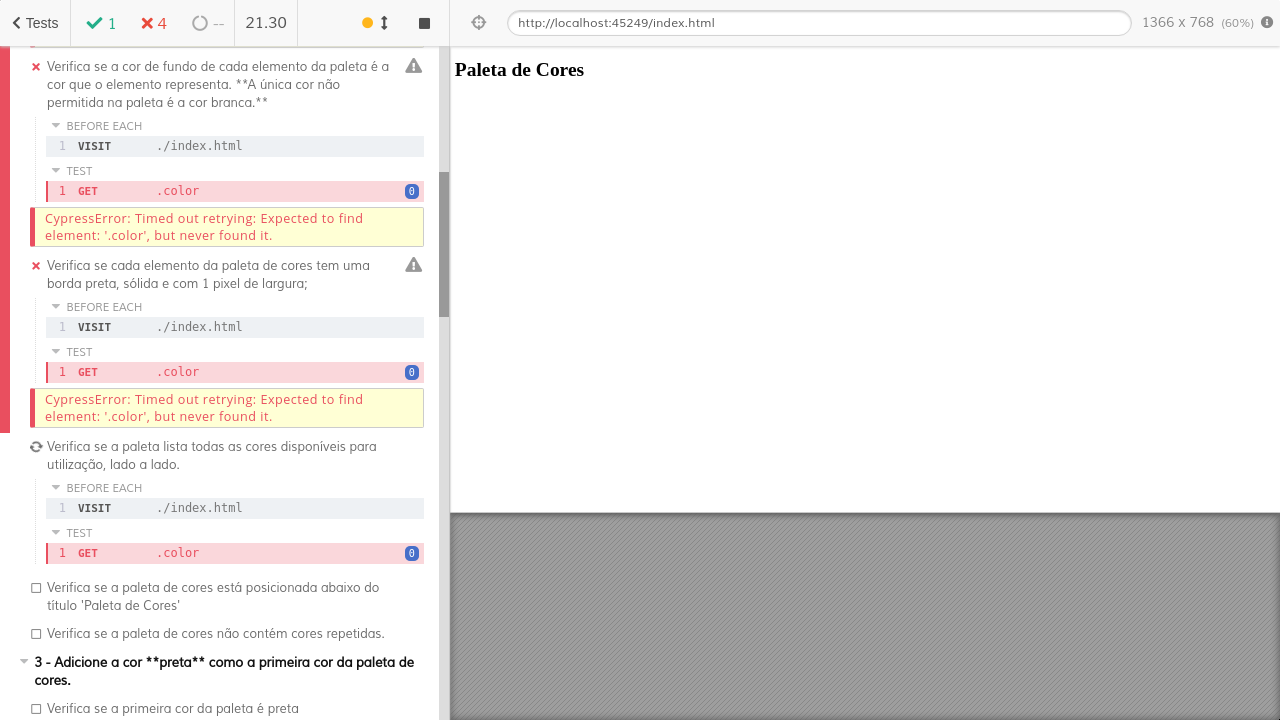 Tests 1 4 -- 21.30
http://localhost:45249/index.html 1366 x 768 (60%)
Verifica se a cor de fundo de cada elemento da paleta é a
cor que o elemento representa. **A única cor não
permitida na paleta é a cor branca.**
BEFORE EACH
1 VISIT ./index.html
TEST
1 GET .color 0
CypressError: Timed out retrying: Expected to find
element: '.color', but never found it.
Verifica se cada elemento da paleta de cores tem uma
borda preta, sólida e com 1 pixel de largura;
BEFORE EACH
1 VISIT ./index.html
TEST
1 GET .color 0
CypressError: Timed out retrying: Expected to find
element: '.color', but never found it.
Verifica se a paleta lista todas as cores disponíveis para
utilização, lado a lado.
BEFORE EACH
1 VISIT ./index.html
TEST
1 GET .color 0
Verifica se a paleta de cores está posicionada abaixo do
título 'Paleta de Cores'
Verifica se a paleta de cores não contém cores repetidas.
3 - Adicione a cor **preta** como a primeira cor da paleta de
cores.
Verifica se a primeira cor da paleta é preta
Paleta de Cores